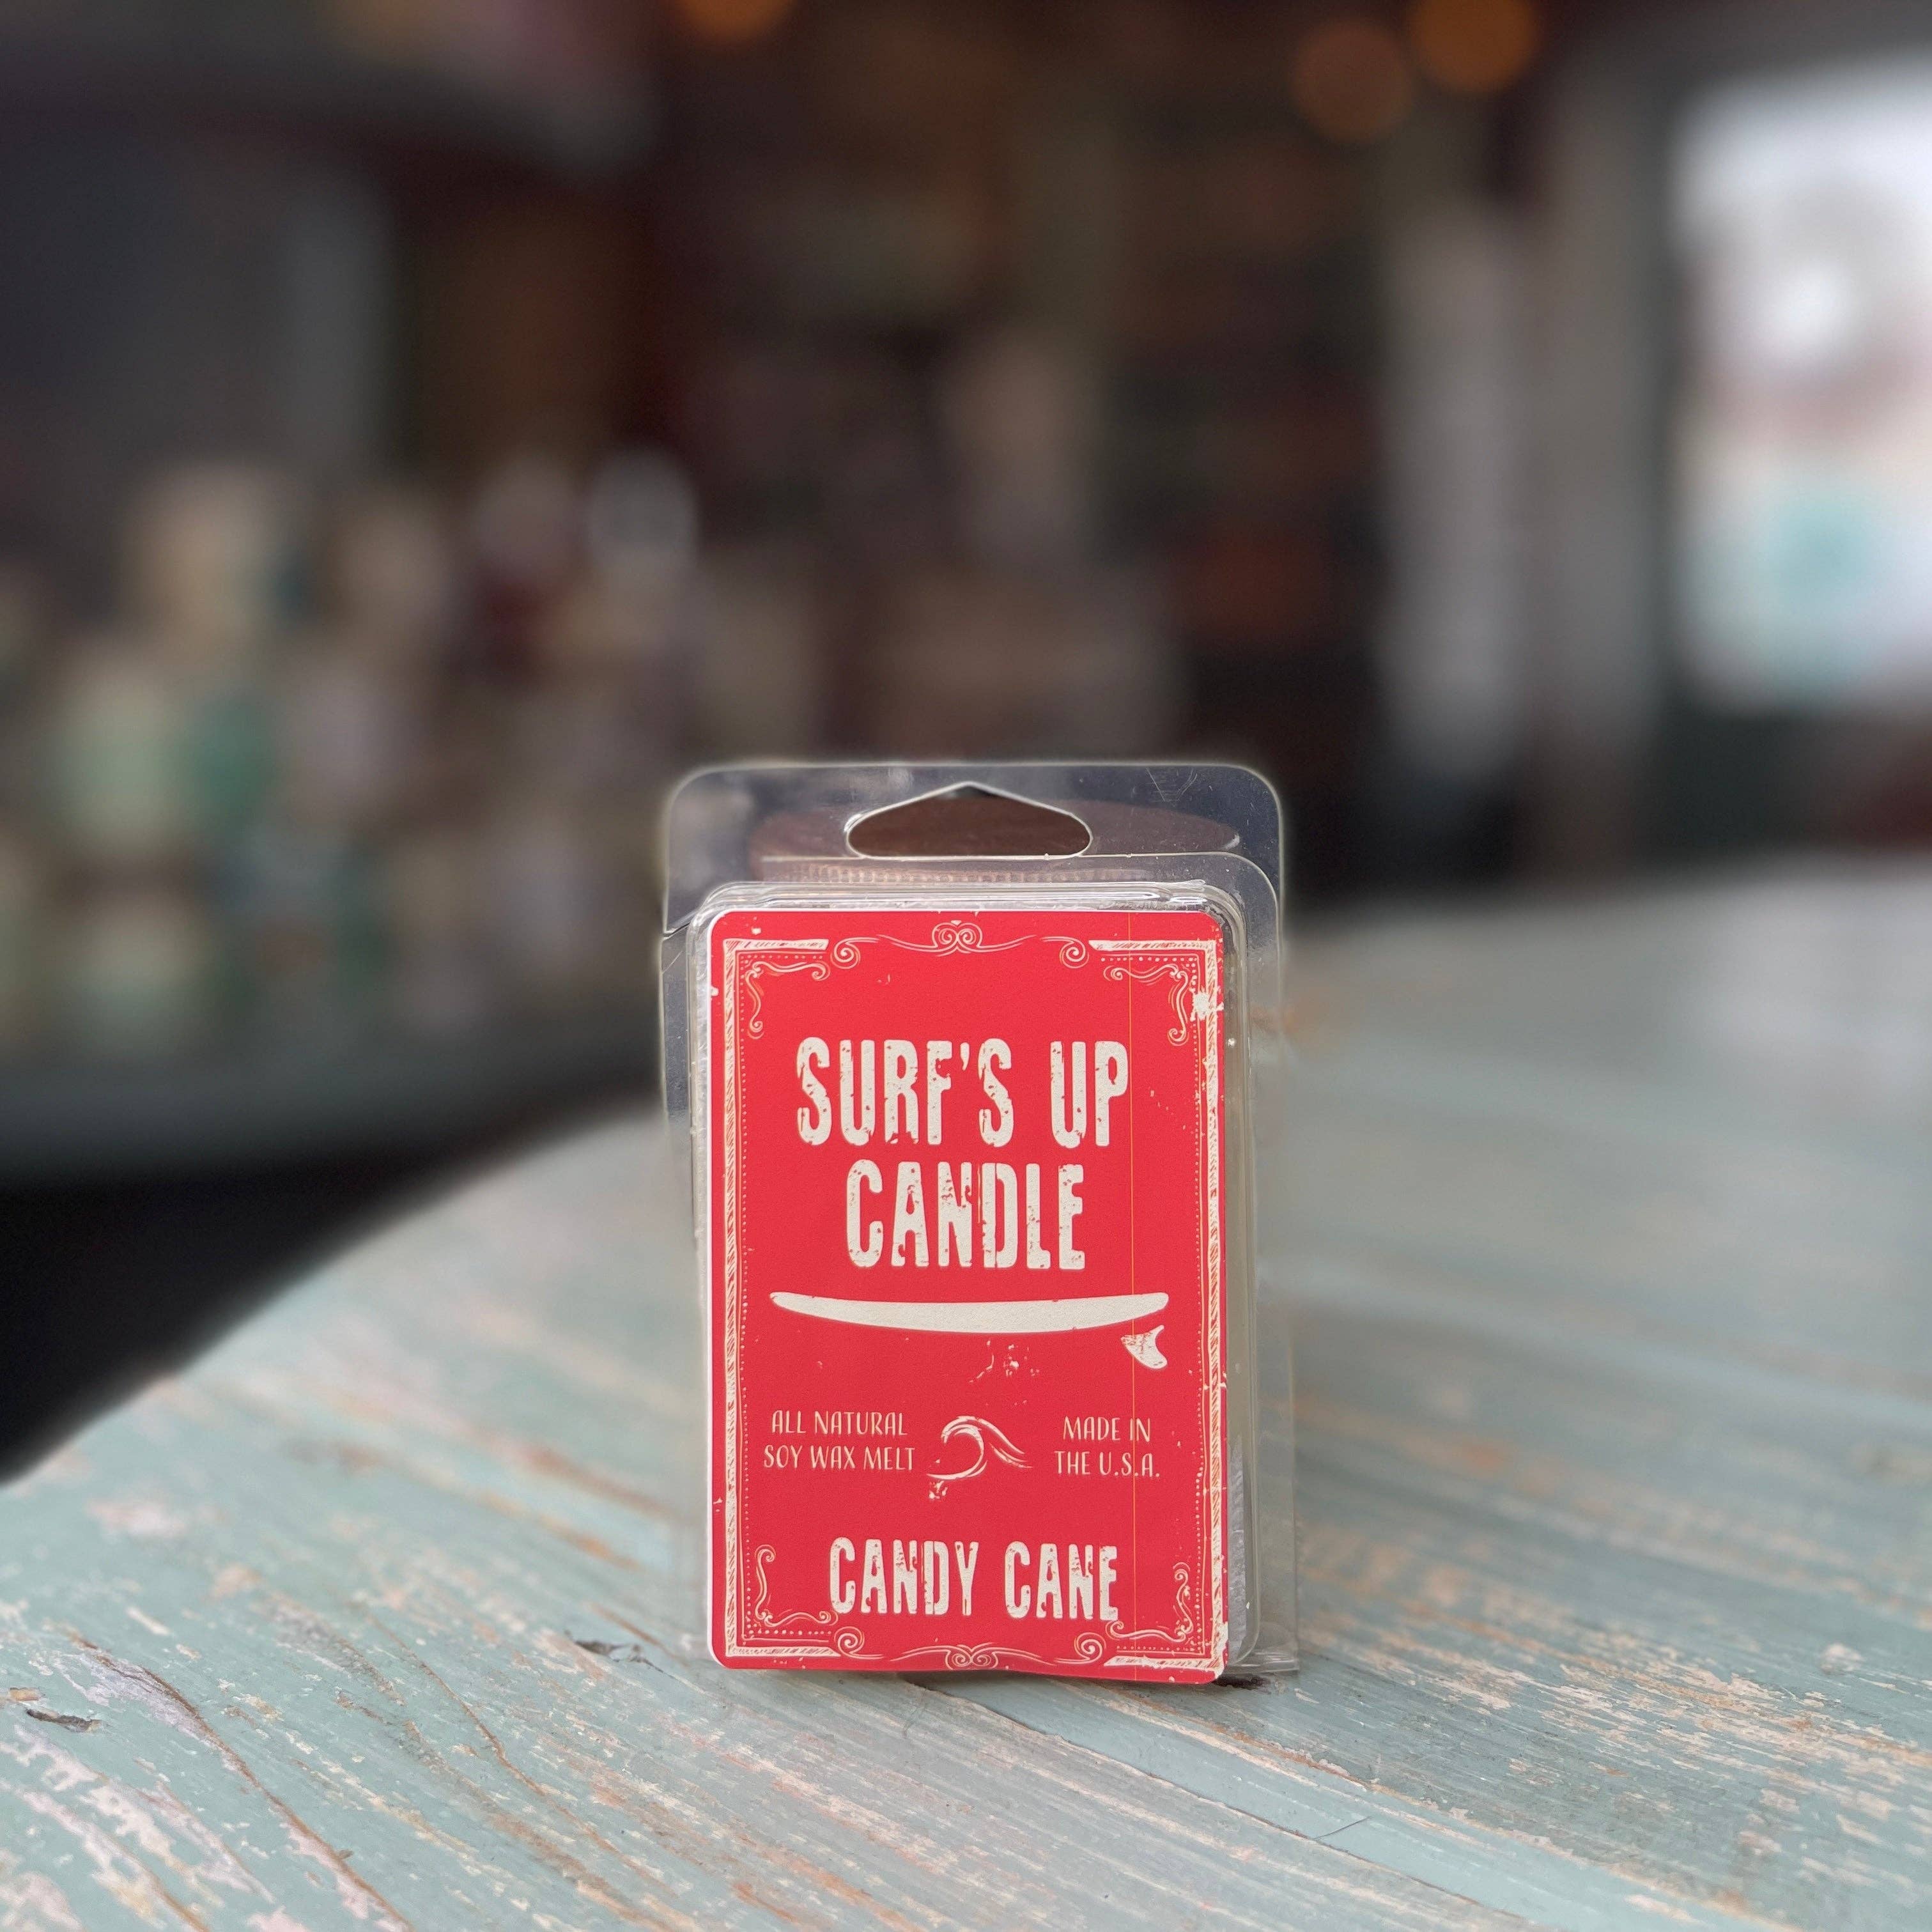 SURF'S UP
CANDLE
ALL NATURAL
SOY WAX MELT
MADE IN
THE U.S.A.
CANDY CANE